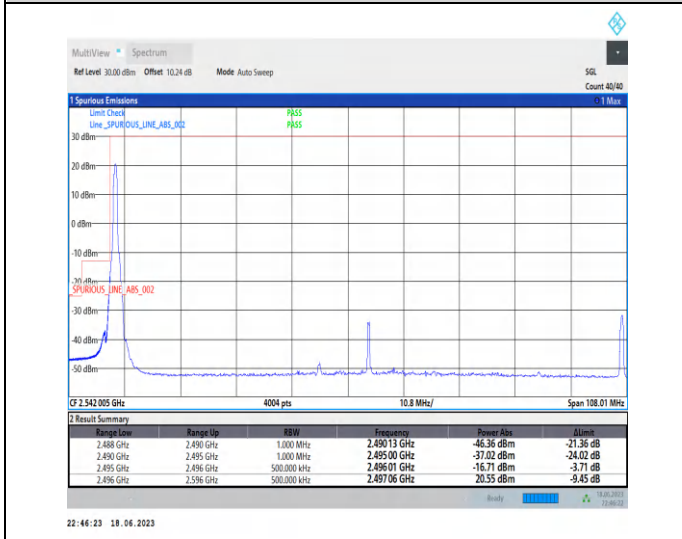 MultiView Spectrum
Ref Level 30.00 dBm Offset 10.24 dB Mode Auto Sweep SGL
Count 40/40
1 Spurious Emissions 1 Max
Limit Check PASS
Line _SPURIOUS_LINE_ABS_002 PASS
30 dBm
20 dBm
10 dBm
0 dBm
-10 dBm
-20 dBm
_SPURIOUS_LINE_ABS_002
-30 dBm
-40 dBm
-50 dBm
CF 2.542 005 GHz 4004 pts 10.8 MHz/ Span 108.01 MHz
2 Result Summary
Range Low Range Up RBW Frequency Power Abs ΔLimit
2.488 GHz 2.490 GHz 1.000 MHz 2.490 13 GHz -46.36 dBm -21.36 dB
2.490 GHz 2.495 GHz 1.000 MHz 2.495 00 GHz -37.02 dBm -24.02 dB
2.495 GHz 2.496 GHz 500.000 kHz 2.496 01 GHz -16.71 dBm -3.71 dB
2.496 GHz 2.596 GHz 500.000 kHz 2.497 06 GHz 20.55 dBm -9.45 dB
Ready 18.06.2023
22:46:22
22:46:23 18.06.2023